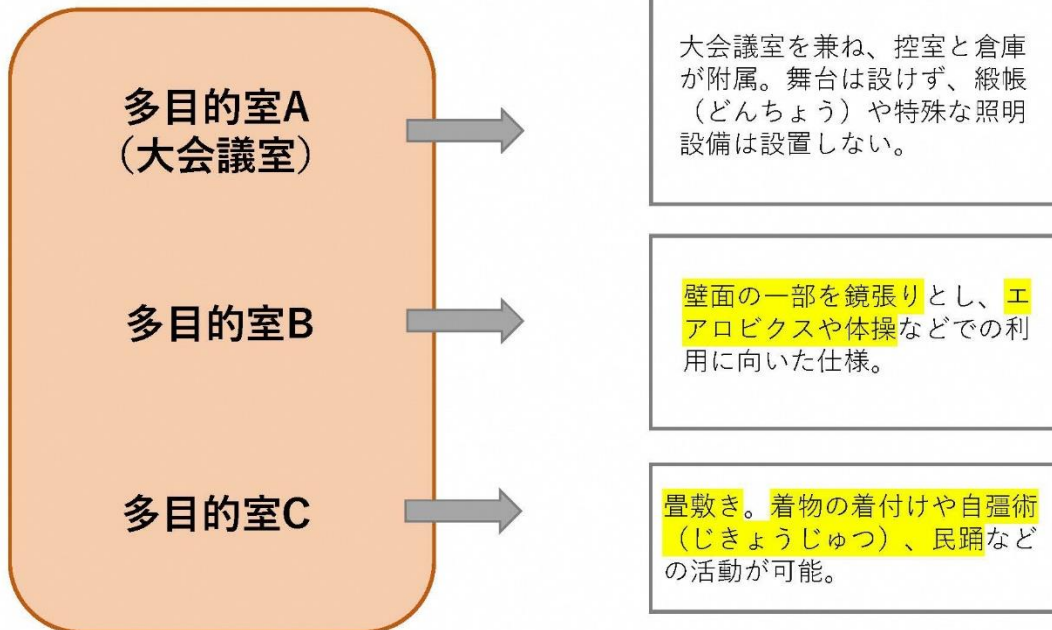 多目的室A
（大会議室）
大会議室を兼ね、控室と倉庫
が附属。舞台は設けず、緞帳
（どんちょう）や特殊な照明
設備は設置しない。
多目的室B
壁面の一部を鏡張りとし、エ
アロビクスや体操などでの利
用に向いた仕様。
多目的室C
畳敷き。着物の着付けや自彊術
（じきょうじゅつ）、民踊など
の活動が可能。